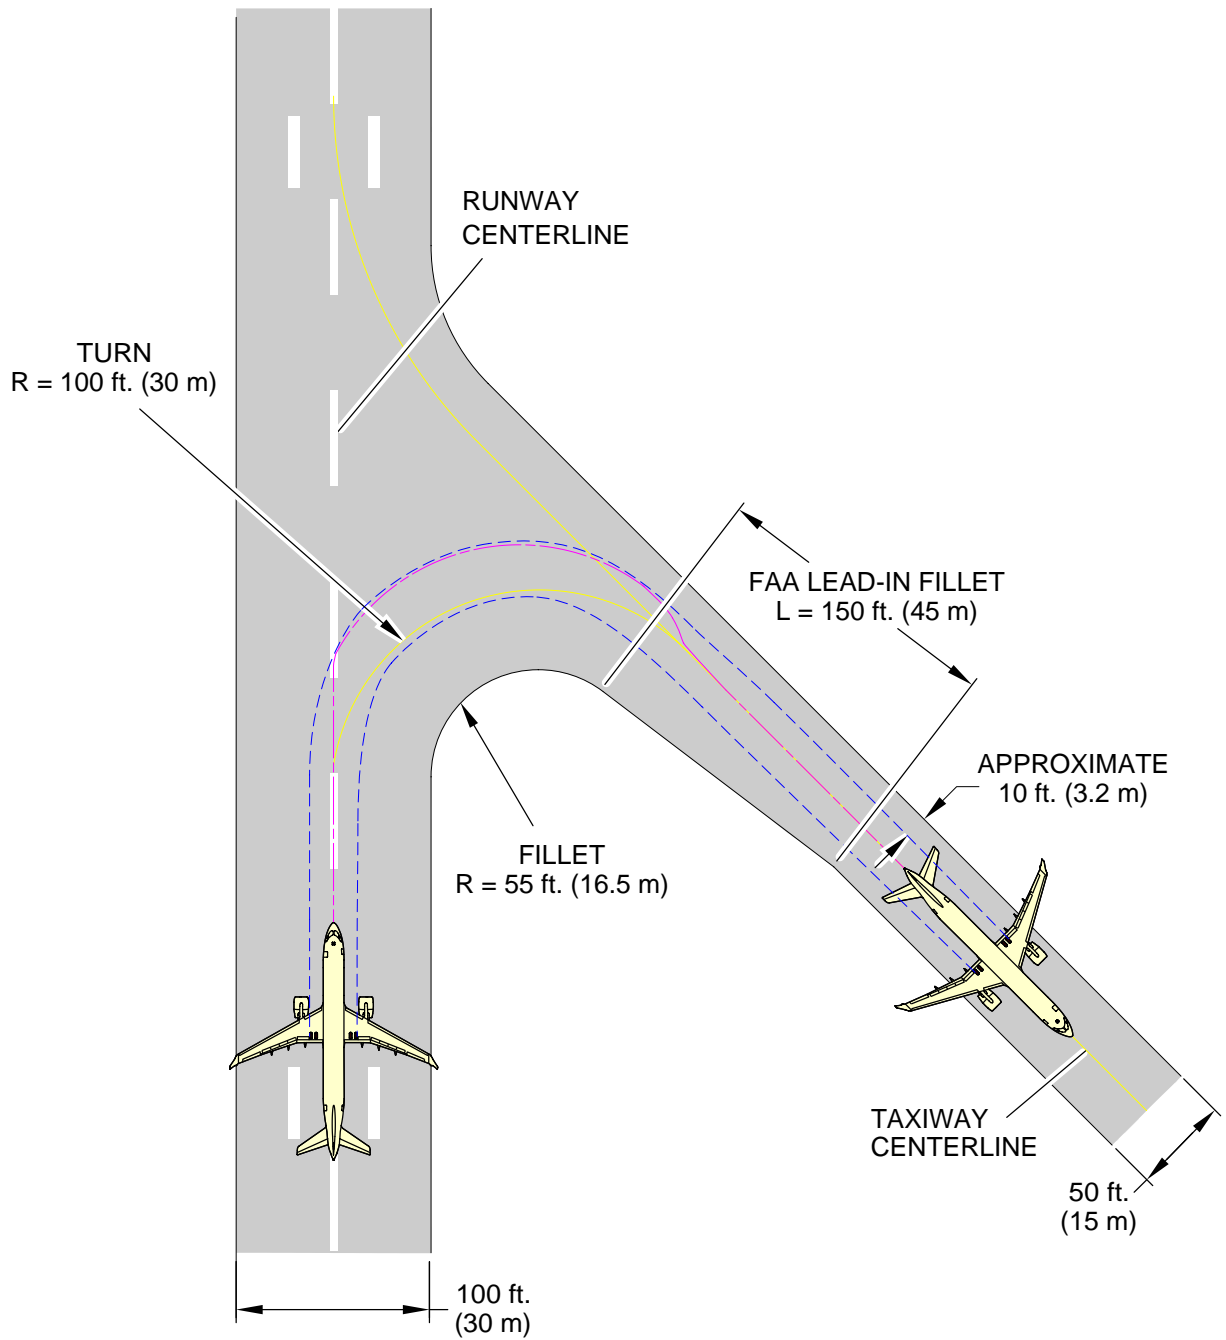 RUNWAY
CENTERLINE
TURN
R = 100 ft. (30 m)
FAA LEAD-IN FILLET
L = 150 ft. (45 m)
APPROXIMATE
10 ft. (3.2 m)
FILLET
R = 55 ft. (16.5 m)
TAXIWAY
CENTERLINE
50 ft.
(15 m)
100 ft.
(30 m)